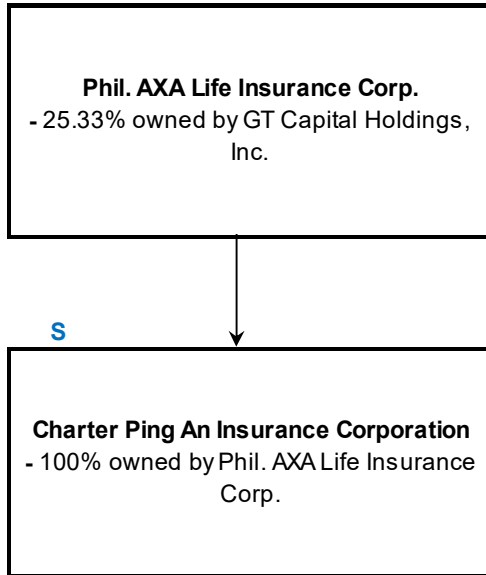 Phil. AXA Life Insurance Corp.
- 25.33% owned by GT Capital Holdings,
Inc.
S
Charter Ping An Insurance Corporation
- 100% owned by Phil. AXA Life Insurance
Corp.